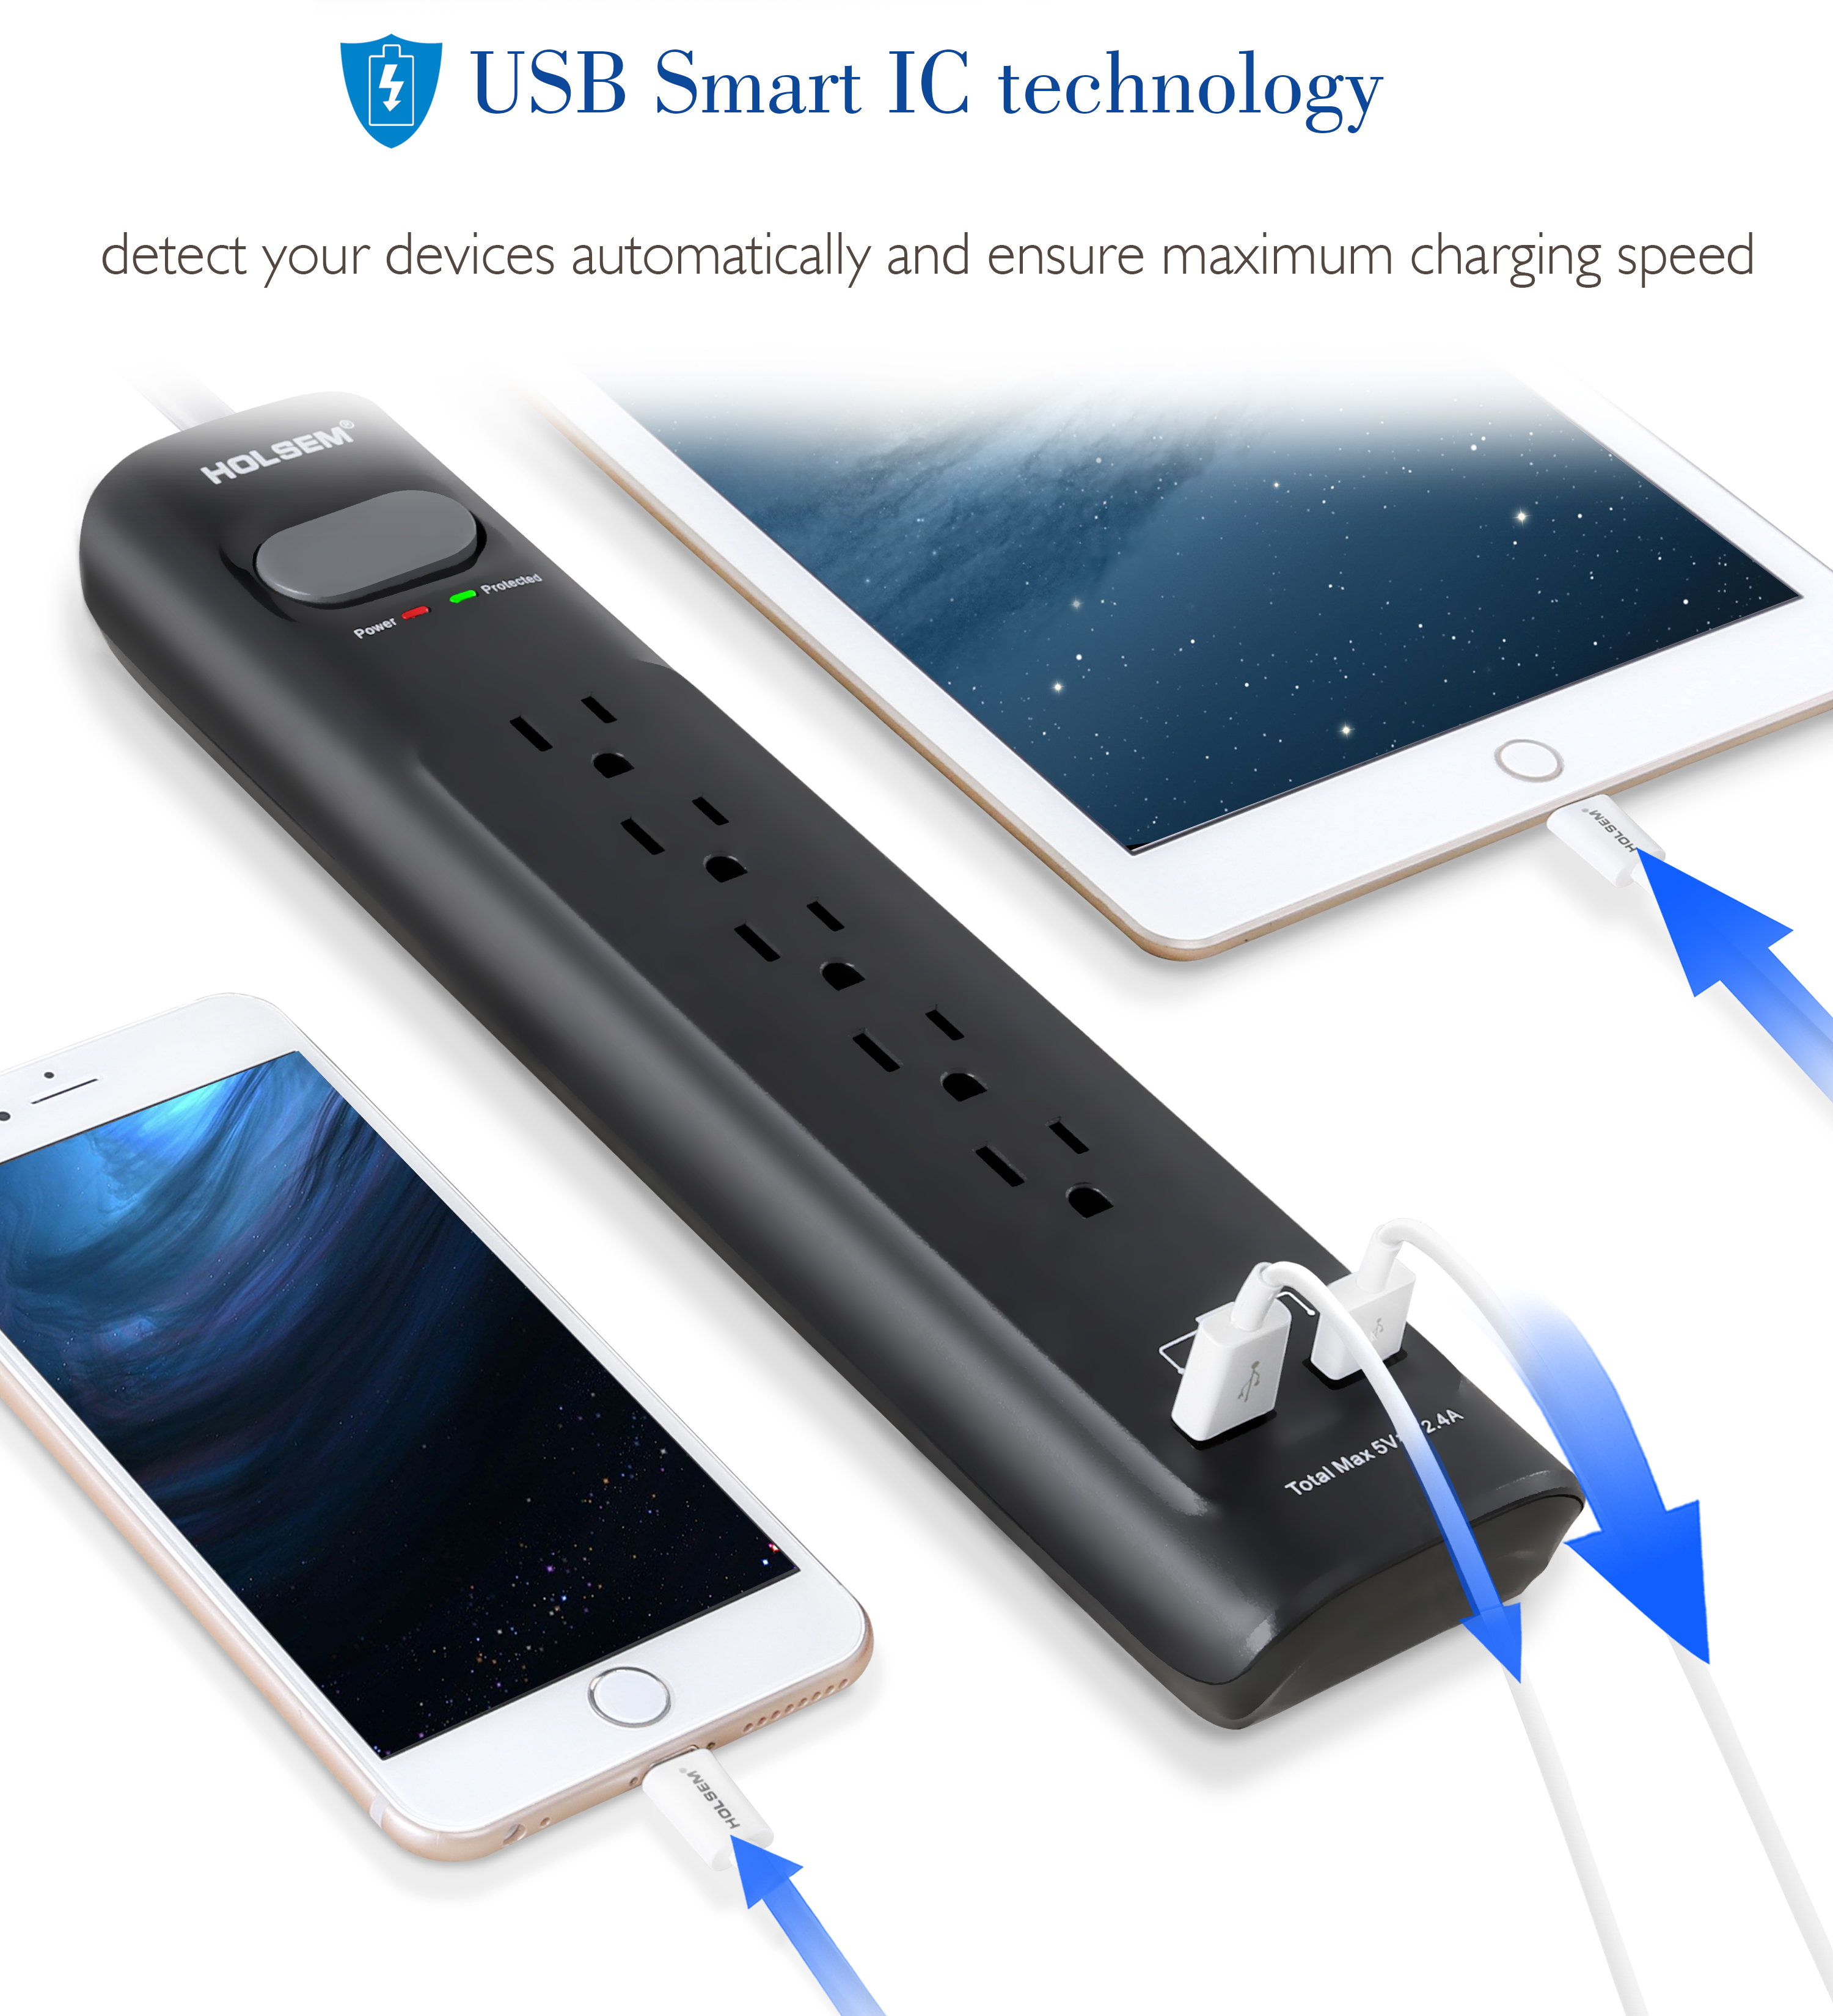 USB Smart IC technology
detect your devices automatically and ensure maximum charging speed
HOLSEM®
Power
Protected
HOLSEM®
Total Max 5V 2.4A
HOLSEM®